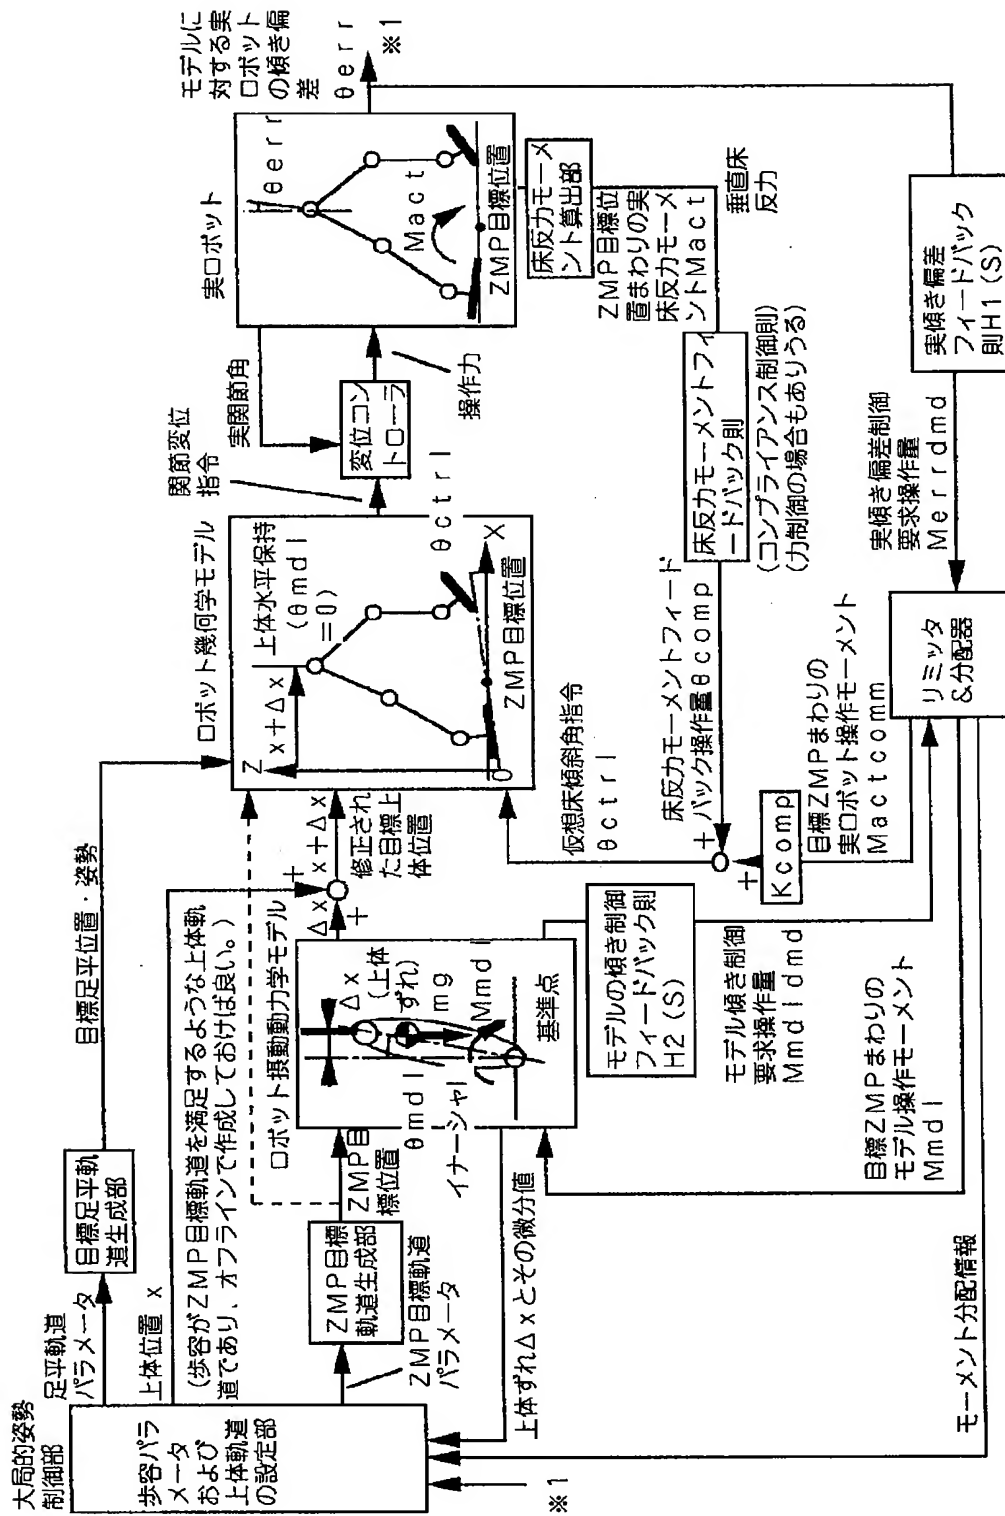 大局的姿勢
制御部
歩容パラ
メータ
および
上体軌道
の設定部
※1
足平軌道
パラメータ
目標足平軌
道生成部
目標足平位置・姿勢
上体位置 x
(歩容がZMP目標軌道を満足するような上体軌
道であり、オフラインで作成しておけば良い。)
ZMP目標
軌道生成部
ZMP目標軌道
パラメータ
ZMP目
標位置
上体ずれΔxとその微分値
モーメント分配情報
ロボット摂動動力学モデル
Δx
(上体
ずれ)
mg
Mmdl
θmdl
イナーシャI
基準点
モデルの傾き制御
フィードバック則
H2(S)
モデル傾き制御
要求操作量
Mmdldmd
目標ZMPまわりの
モデル操作モーメント
Mmdl
Δx
+
+
x+Δx
修正され
た目標上
体位置
ロボット幾何学モデル
Z
x+Δx
上体水平保持
(θmdl
=0)
θctrl
X
0
ZMP目標位置
仮想床傾斜角指令
θctrl
床反力モーメントフィード
バック操作量θcomp
+
+
Kcomp
目標ZMPまわりの
実ロボット操作モーメント
Mactcomm
リミッタ
&分配器
関節変位
指令
変位コン
トローラ
実関節角
操作力
実ロボット
θerr
Mact
ZMP目標位置
床反力モーメ
ント算出部
ZMP目標位
置まわりの実
床反力モーメ
ントMact
垂直床
反力
床反力モーメントフィ
ードバック則
(コンプライアンス制御則)
(力制御の場合もありうる)
モデルに
対する実
ロボット
の傾き偏
差
θerr
※1
実傾き偏差
フィードバック
則H1(S)
実傾き偏差制御
要求操作量
Merrdmd